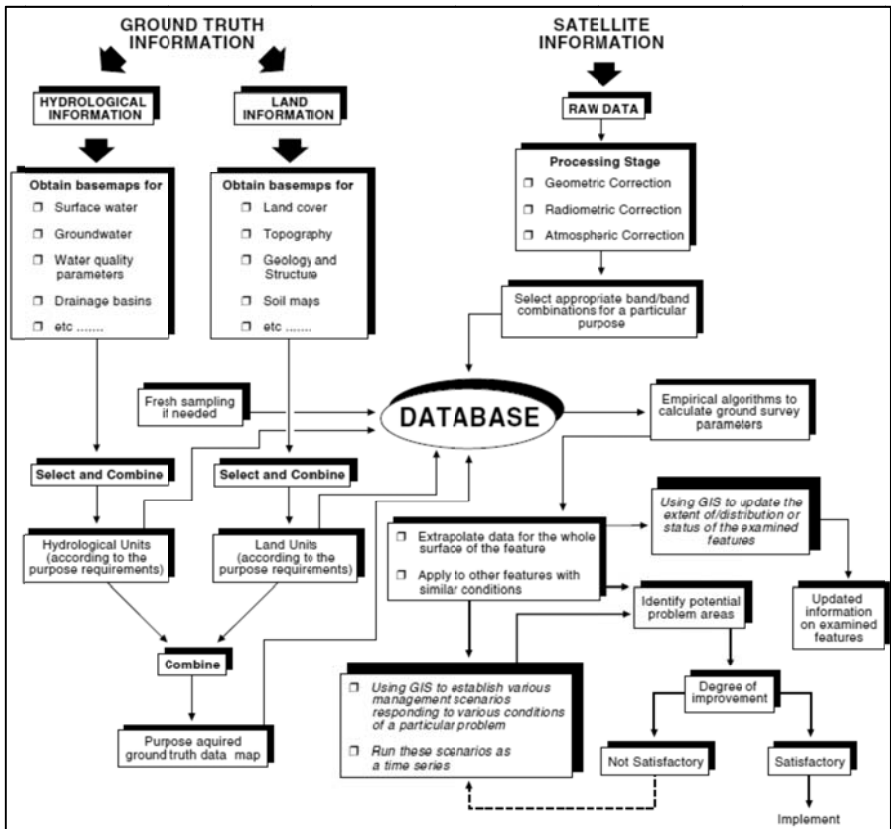 GROUND TRUTH
INFORMATION
SATELLITE
INFORMATION
HYDROLOGICAL
INFORMATION
LAND
INFORMATION
RAW DATA
Obtain basemaps for
❒ Surface water
❒ Groundwater
❒ Water quality
parameters
❒ Drainage basins
❒ etc .......
Obtain basemaps for
❒ Land cover
❒ Topography
❒ Geology and
Structure
❒ Soil maps
❒ etc .......
Processing Stage
❒ Geometric Correction
❒ Radiometric Correction
❒ Atmospheric Correction
Select appropriate band/band
combinations for a particular
purpose
Fresh sampling
if needed
DATABASE
Empirical algorithms to
calculate ground survey
parameters
Select and Combine
Select and Combine
Hydrological Units
(according to the
purpose requirements)
Land Units
(according to the
purpose requirements)
❒ Extrapolate data for the whole
surface of the feature
❒ Apply to other features with
similar conditions
Using GIS to update the
extent of/distribution or
status of the examined
features
Identify potential
problem areas
Updated
information
on examined
features
Combine
Purpose aquired
ground truth data map
❒ Using GIS to establish various
management scenarios
responding to various conditions
of a particular problem
❒ Run these scenarios as
a time series
Degree of
improvement
Not Satisfactory
Satisfactory
Implement